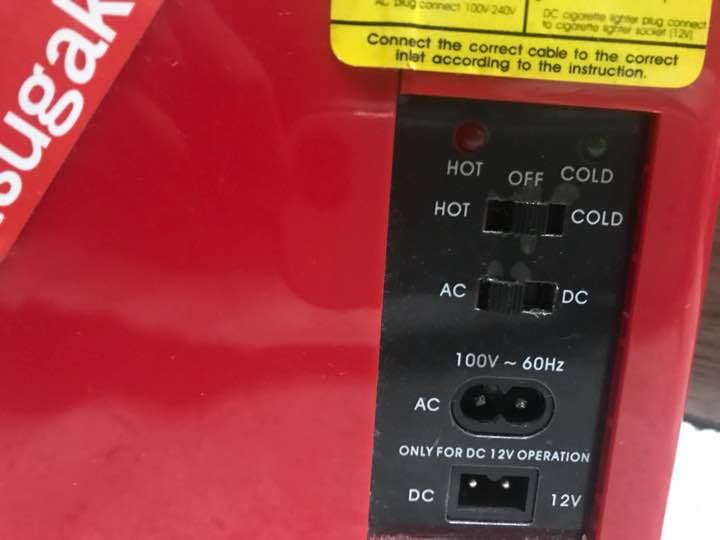 AC plug connect 100V-240V
DC cigarette lighter plug connect
to cigarette lighter socket (12V)
Connect the correct cable to the correct
inlet according to the instruction.
sugak
HOT OFF COLD
HOT COLD
AC DC
100V ~ 60Hz
AC
ONLY FOR DC 12V OPERATION
DC 12V